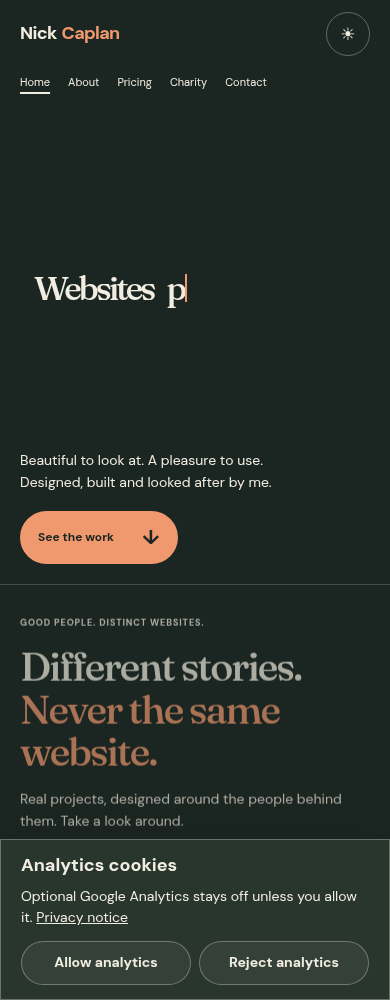 Nick Caplan
Home About Pricing Charity Contact
Websites p
Beautiful to look at. A pleasure to use.
Designed, built and looked after by me.
See the work
GOOD PEOPLE. DISTINCT WEBSITES.
Different stories.
Never the same
website.
Real projects, designed around the people behind
them. Take a look around.
Analytics cookies
Optional Google Analytics stays off unless you allow
it. Privacy notice
Allow analytics Reject analytics